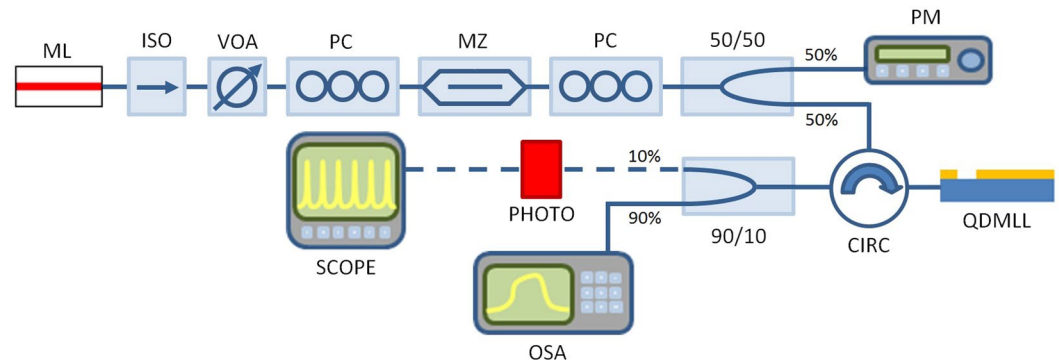 ML
ISO
VOA
PC
MZ
PC
50/50
PM
50%
50%
10%
90%
PHOTO
SCOPE
90/10
CIRC
QDMLL
OSA